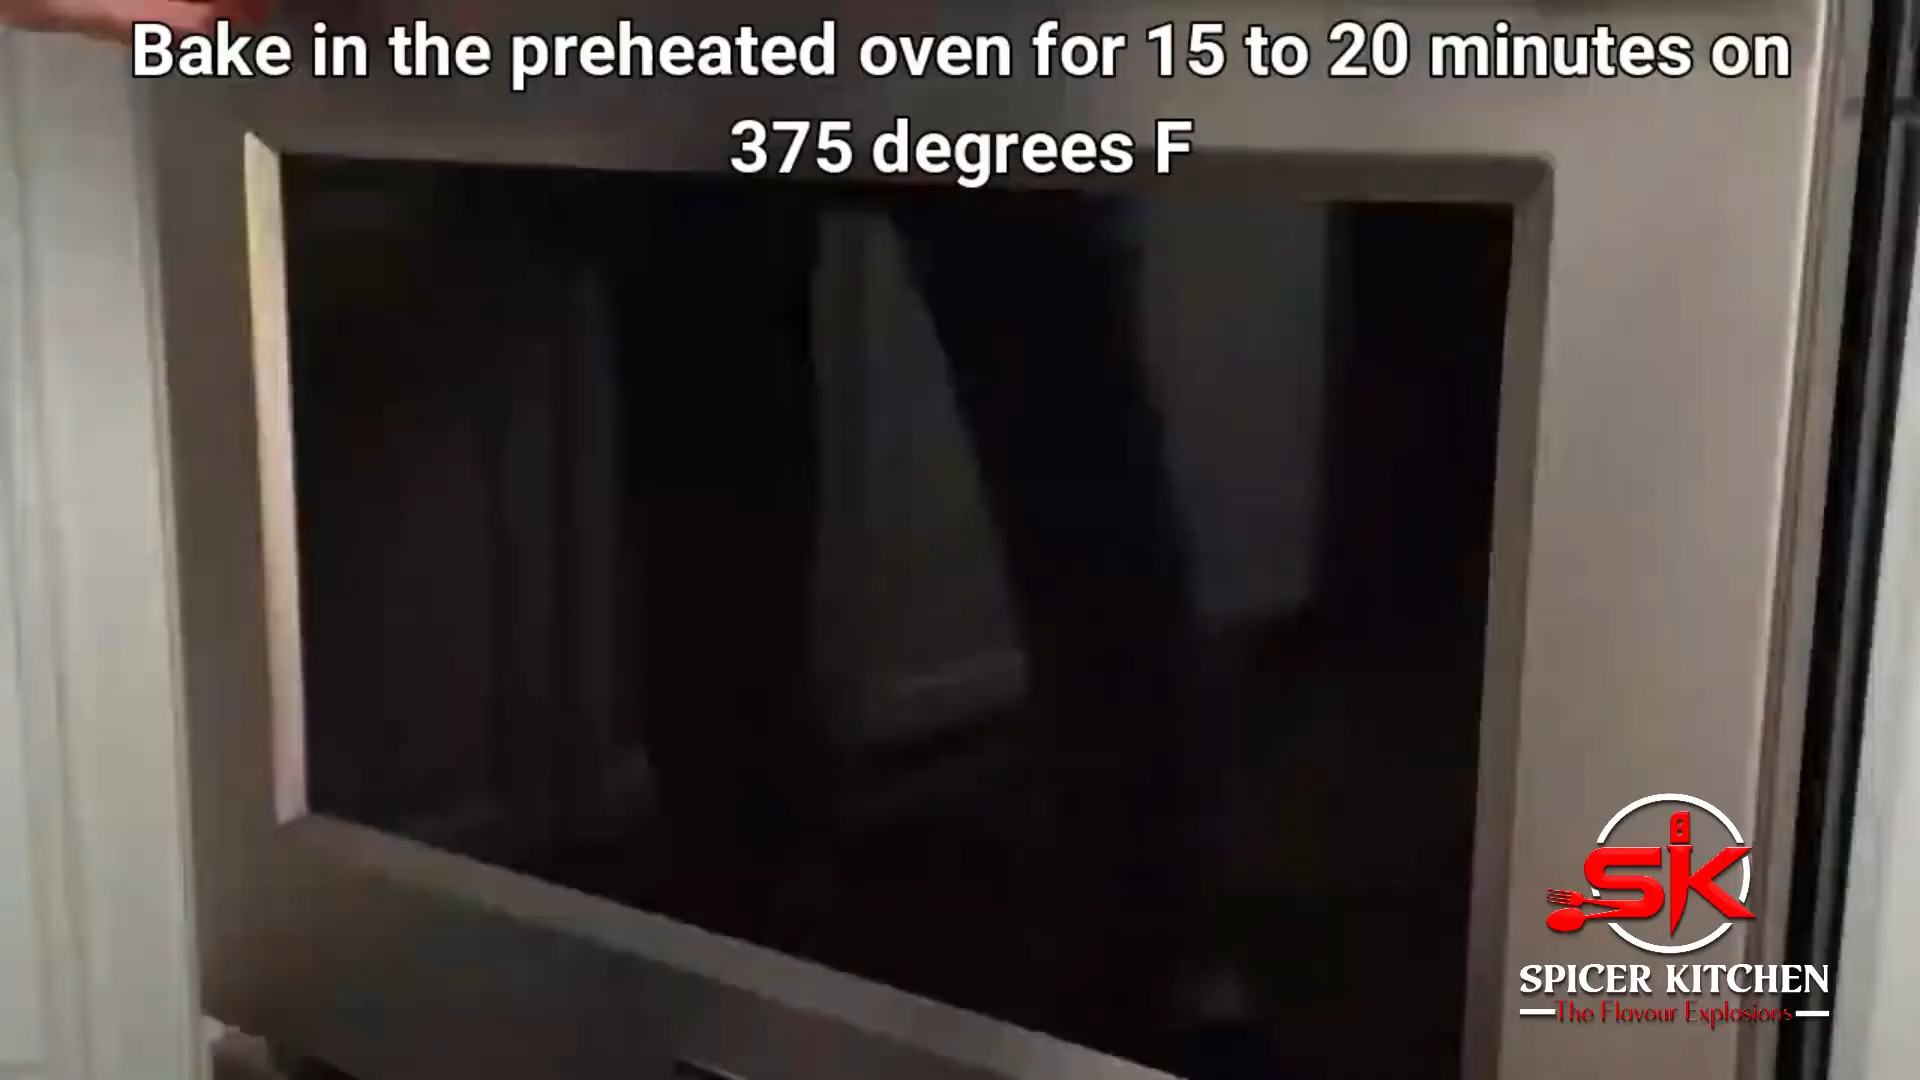 Bake in the preheated oven for 15 to 20 minutes on
375 degrees F
SK
SPICER KITCHEN
The Flavour Explosions